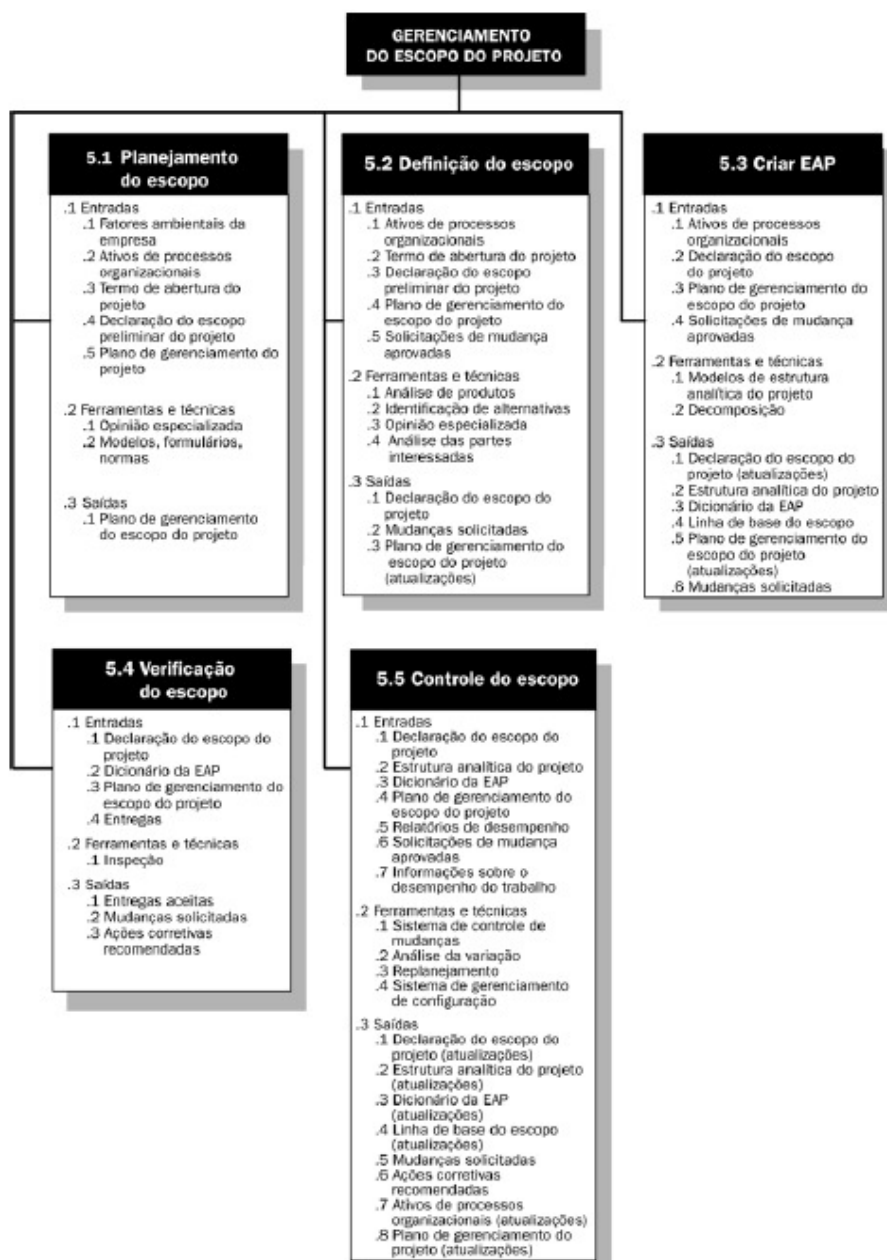 GERENCIAMENTO
DO ESCOPO DO PROJETO
5.1 Planejamento
do escopo
.1 Entradas
.1 Fatores ambientais da
empresa
.2 Ativos de processos
organizacionais
.3 Termo de abertura do
projeto
.4 Declaração do escopo
preliminar do projeto
.5 Plano de gerenciamento do
projeto
.2 Ferramentas e técnicas
.1 Opinião especializada
.2 Modelos, formulários,
normas
.3 Saídas
.1 Plano de gerenciamento
do escopo do projeto
5.2 Definição do escopo
.1 Entradas
.1 Ativos de processos
organizacionais
.2 Termo de abertura do projeto
.3 Declaração do escopo
preliminar do projeto
.4 Plano de gerenciamento do
escopo do projeto
.5 Solicitações de mudança
aprovadas
.2 Ferramentas e técnicas
.1 Análise de produtos
.2 Identificação de alternativas
.3 Opinião especializada
.4 Análise das partes
interessadas
.3 Saídas
.1 Declaração do escopo do
projeto
.2 Mudanças solicitadas
.3 Plano de gerenciamento do
escopo do projeto (atualizações)
5.3 Criar EAP
.1 Entradas
.1 Ativos de processos
organizacionais
.2 Declaração do escopo
do projeto
.3 Plano de gerenciamento do
escopo do projeto
.4 Solicitações de mudança
aprovadas
.2 Ferramentas e técnicas
.1 Modelos de estrutura
analítica do projeto
.2 Decomposição
.3 Saídas
.1 Declaração do escopo do
projeto (atualizações)
.2 Estrutura analítica do projeto
.3 Dicionário da EAP
.4 Linha de base do escopo
.5 Plano de gerenciamento do
escopo do projeto
(atualizações)
.6 Mudanças solicitadas
5.4 Verificação
do escopo
.1 Entradas
.1 Declaração do escopo do
projeto
.2 Dicionário da EAP
.3 Plano de gerenciamento do
escopo do projeto
.4 Entregas
.2 Ferramentas e técnicas
.1 Inspeção
.3 Saídas
.1 Entregas aceitas
.2 Mudanças solicitadas
.3 Ações corretivas
recomendadas
5.5 Controle do escopo
.1 Entradas
.1 Declaração do escopo do
projeto
.2 Estrutura analítica do projeto
.3 Dicionário da EAP
.4 Plano de gerenciamento do
escopo do projeto
.5 Relatórios de desempenho
.6 Solicitações de mudança
aprovadas
.7 Informações sobre o
desempenho do trabalho
.2 Ferramentas e técnicas
.1 Sistema de controle de
mudanças
.2 Análise da variação
.3 Replanejamento
.4 Sistema de gerenciamento
de configuração
.3 Saídas
.1 Declaração do escopo do
projeto (atualizações)
.2 Estrutura analítica do projeto
(atualizações)
.3 Dicionário da EAP
(atualizações)
.4 Linha de base do escopo
(atualizações)
.5 Mudanças solicitadas
.6 Ações corretivas
recomendadas
.7 Ativos de processos
organizacionais (atualizações)
.8 Plano de gerenciamento do
projeto (atualizações)